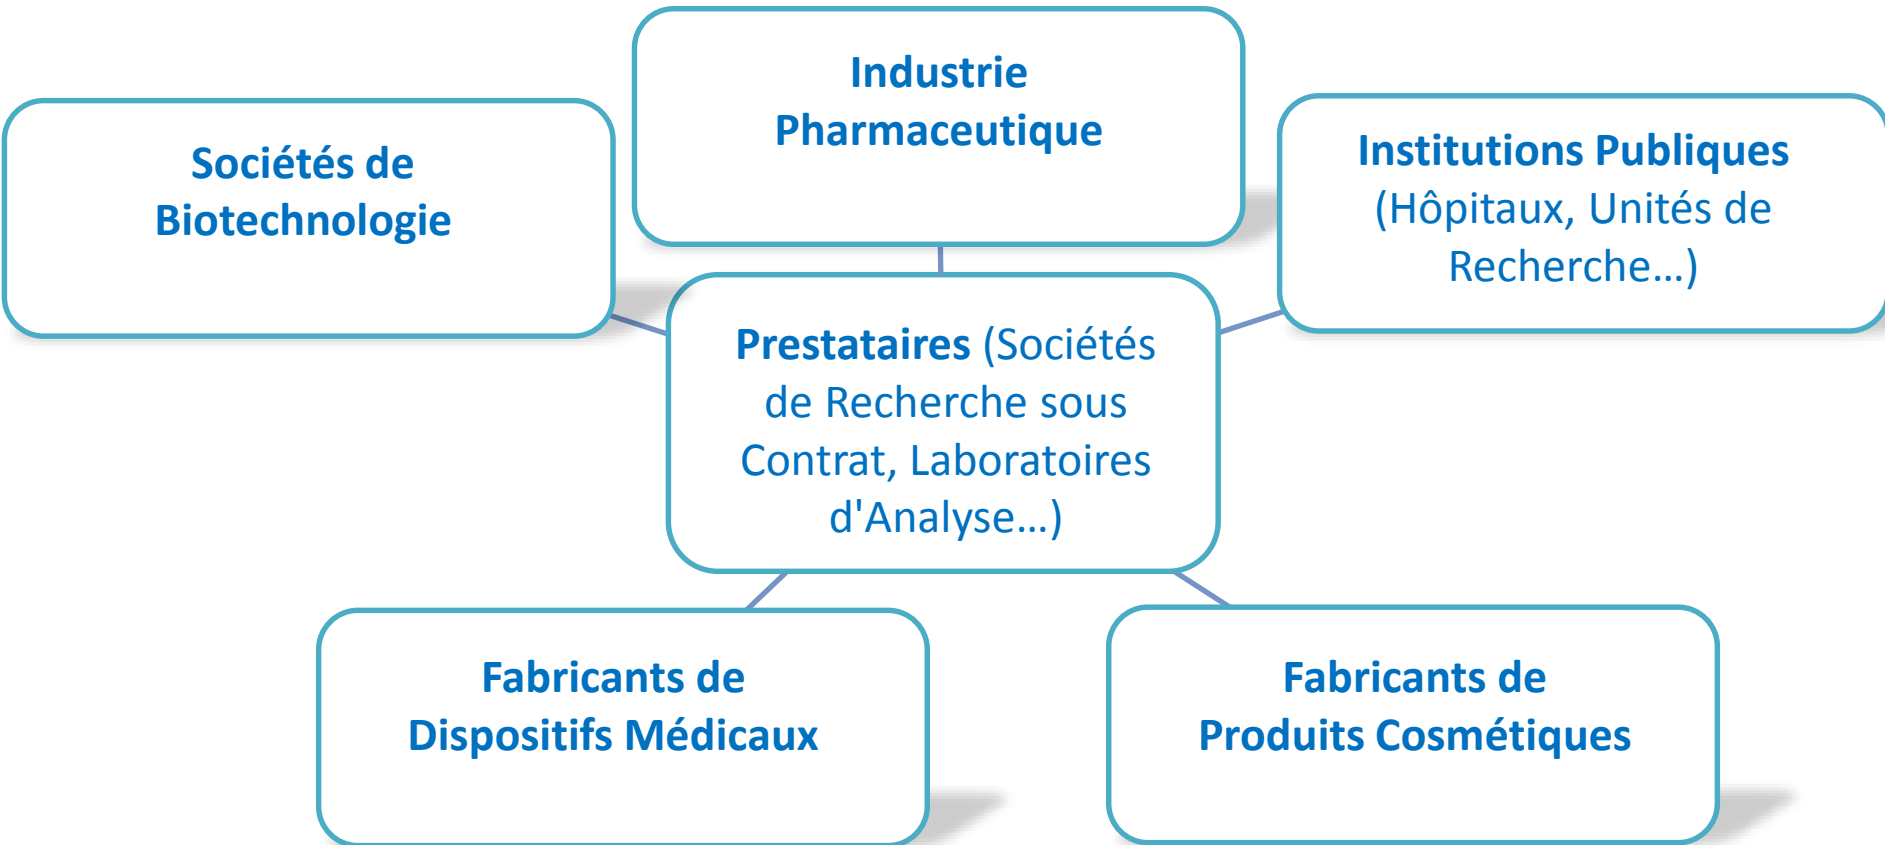 Industrie
Pharmaceutique
Sociétés de
Biotechnologie
Institutions Publiques
(Hôpitaux, Unités de
Recherche…)
Prestataires (Sociétés
de Recherche sous
Contrat, Laboratoires
d'Analyse…)
Fabricants de
Dispositifs Médicaux
Fabricants de
Produits Cosmétiques